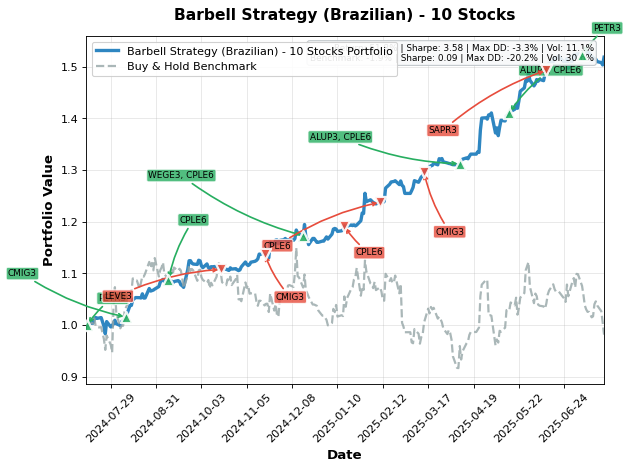 Barbell Strategy (Brazilian) - 10 Stocks
PETR3
Barbell Strategy (Brazilian) - 10 Stocks Portfolio
Buy & Hold Benchmark
| Sharpe: 3.58 | Max DD: -3.3% | Vol: 11.1%
Sharpe: 0.09 | Max DD: -20.2% | Vol: 30
CPLE6
SAPR3
ALUP3, CPLE6
WEGE3, CPLE6
CPLE6
CMIG3
CPLE6
CPLE6
CMIG3
LEVE3
CMIG3
Portfolio Value
1.5
1.4
1.3
1.2
1.1
1.0
0.9
2024-07-29
2024-08-31
2024-10-03
2024-11-05
2024-12-08
2025-01-10
2025-02-12
2025-03-17
2025-04-19
2025-05-22
2025-06-24
Date